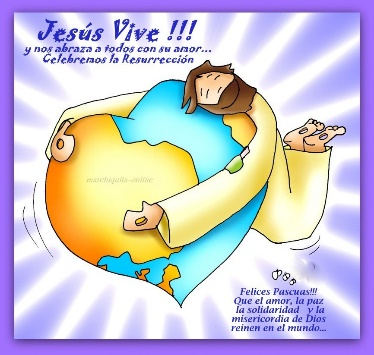 Jesús Vive !!!
y nos abraza a todos con su amor...
Celebremos la Resurrección
marchiquita-online
Felices Pascuas!!!
Que el amor, la paz
la solidaridad y la
misericordia de Dios
reinen en el mundo...